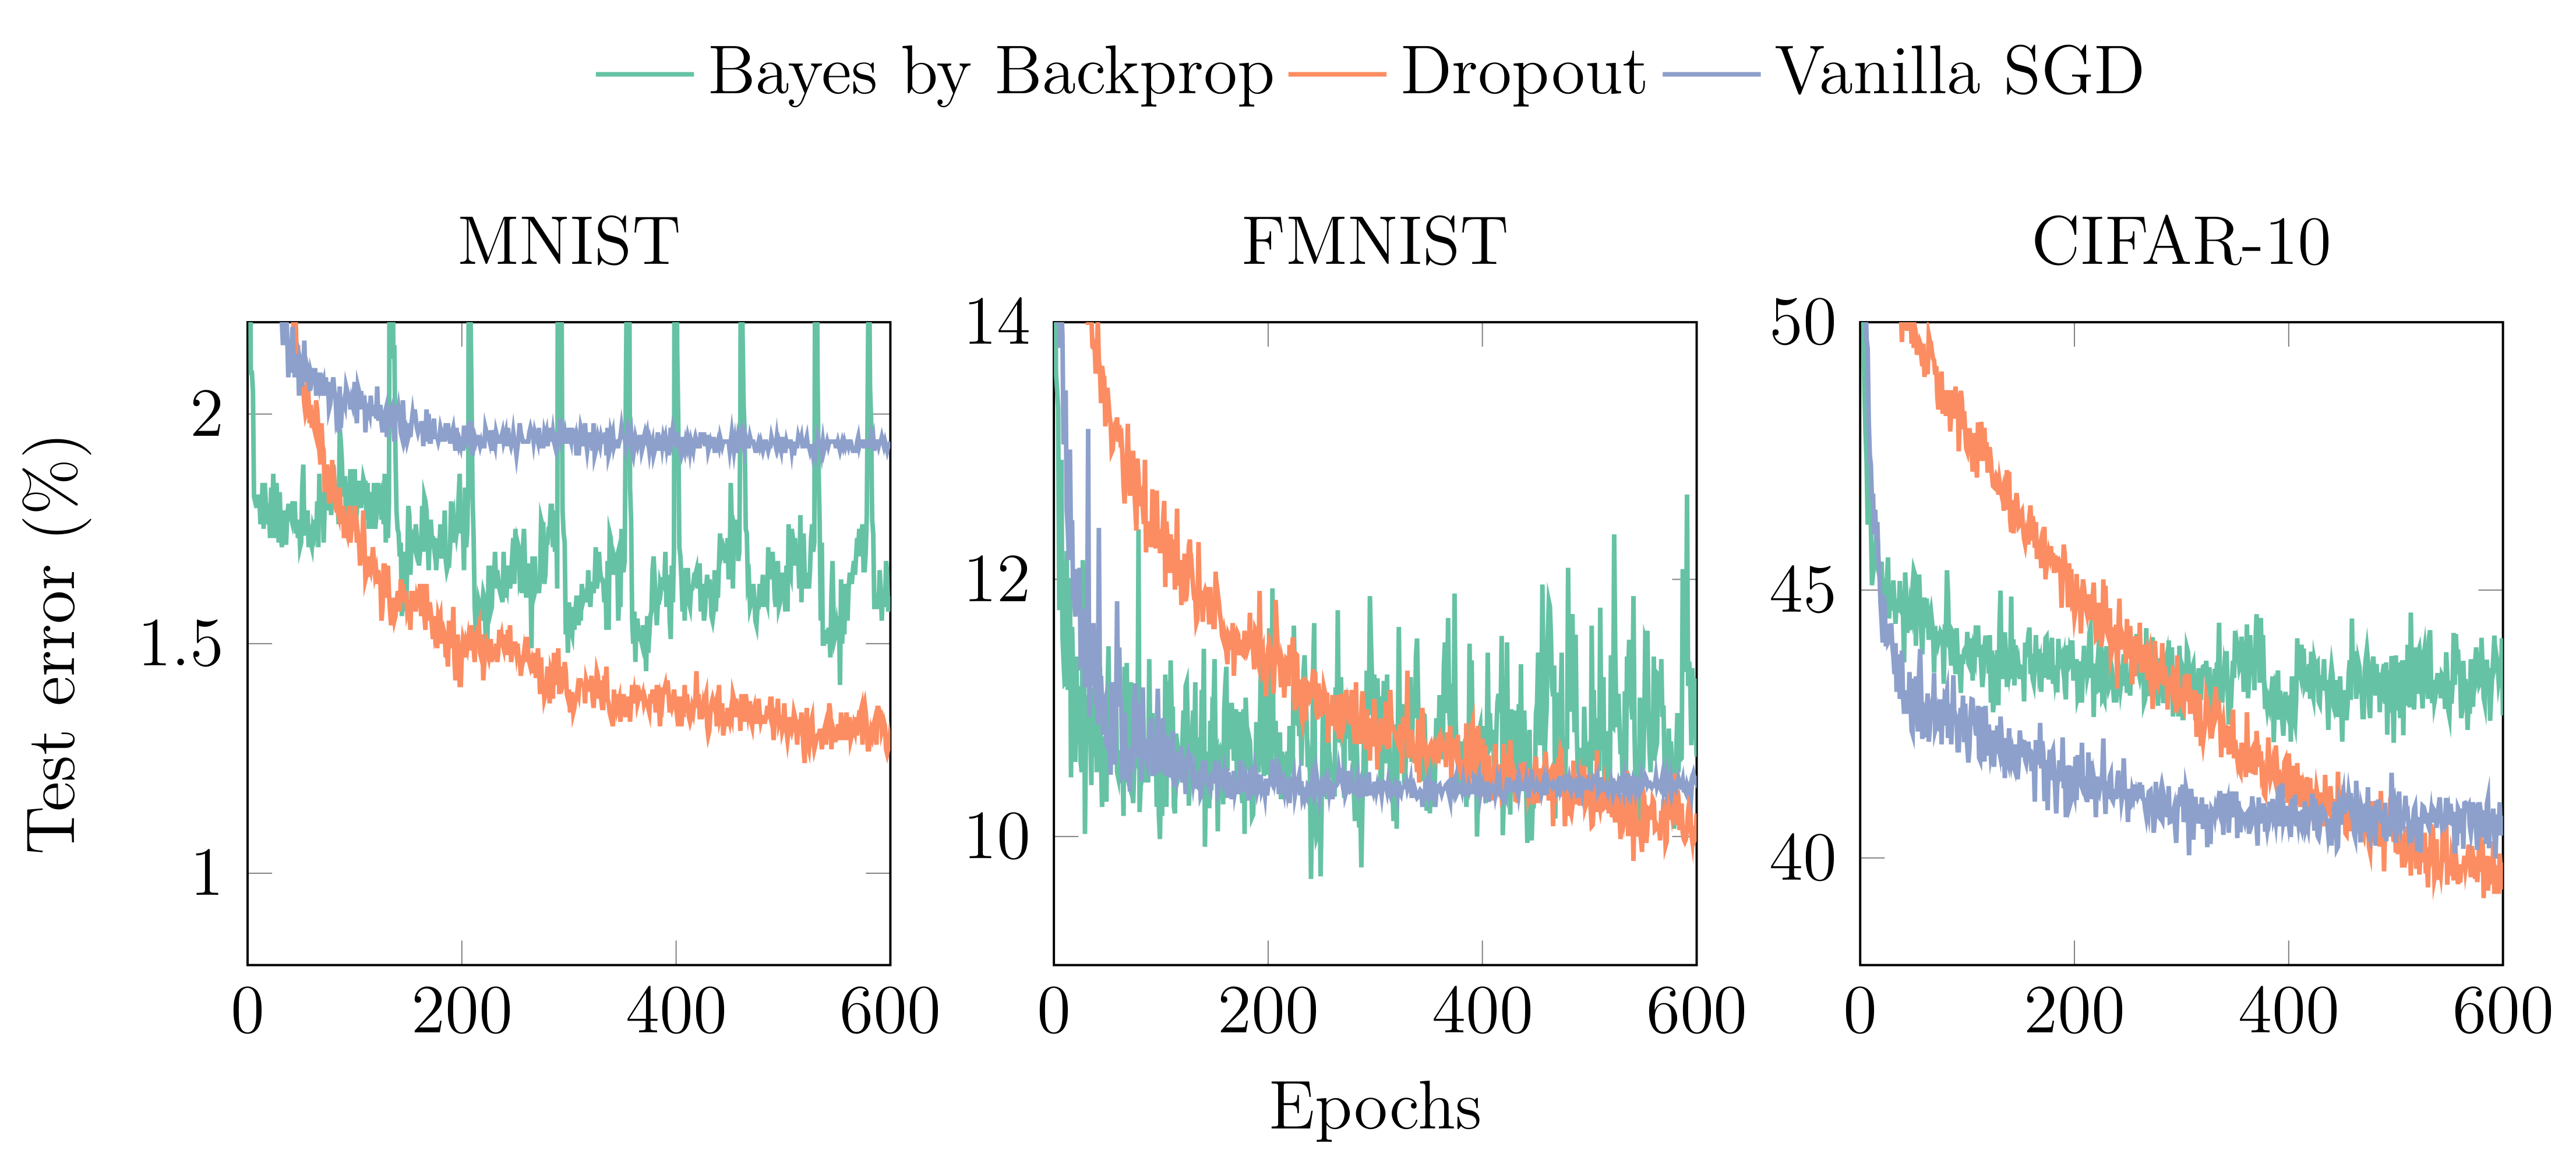 Bayes by Backprop Dropout Vanilla SGD
MNIST FMNIST CIFAR-10
Test error (%)
2
1.5
1
0 200 400 600
14
12
10
0 200 400 600
50
45
40
0 200 400 600
Epochs